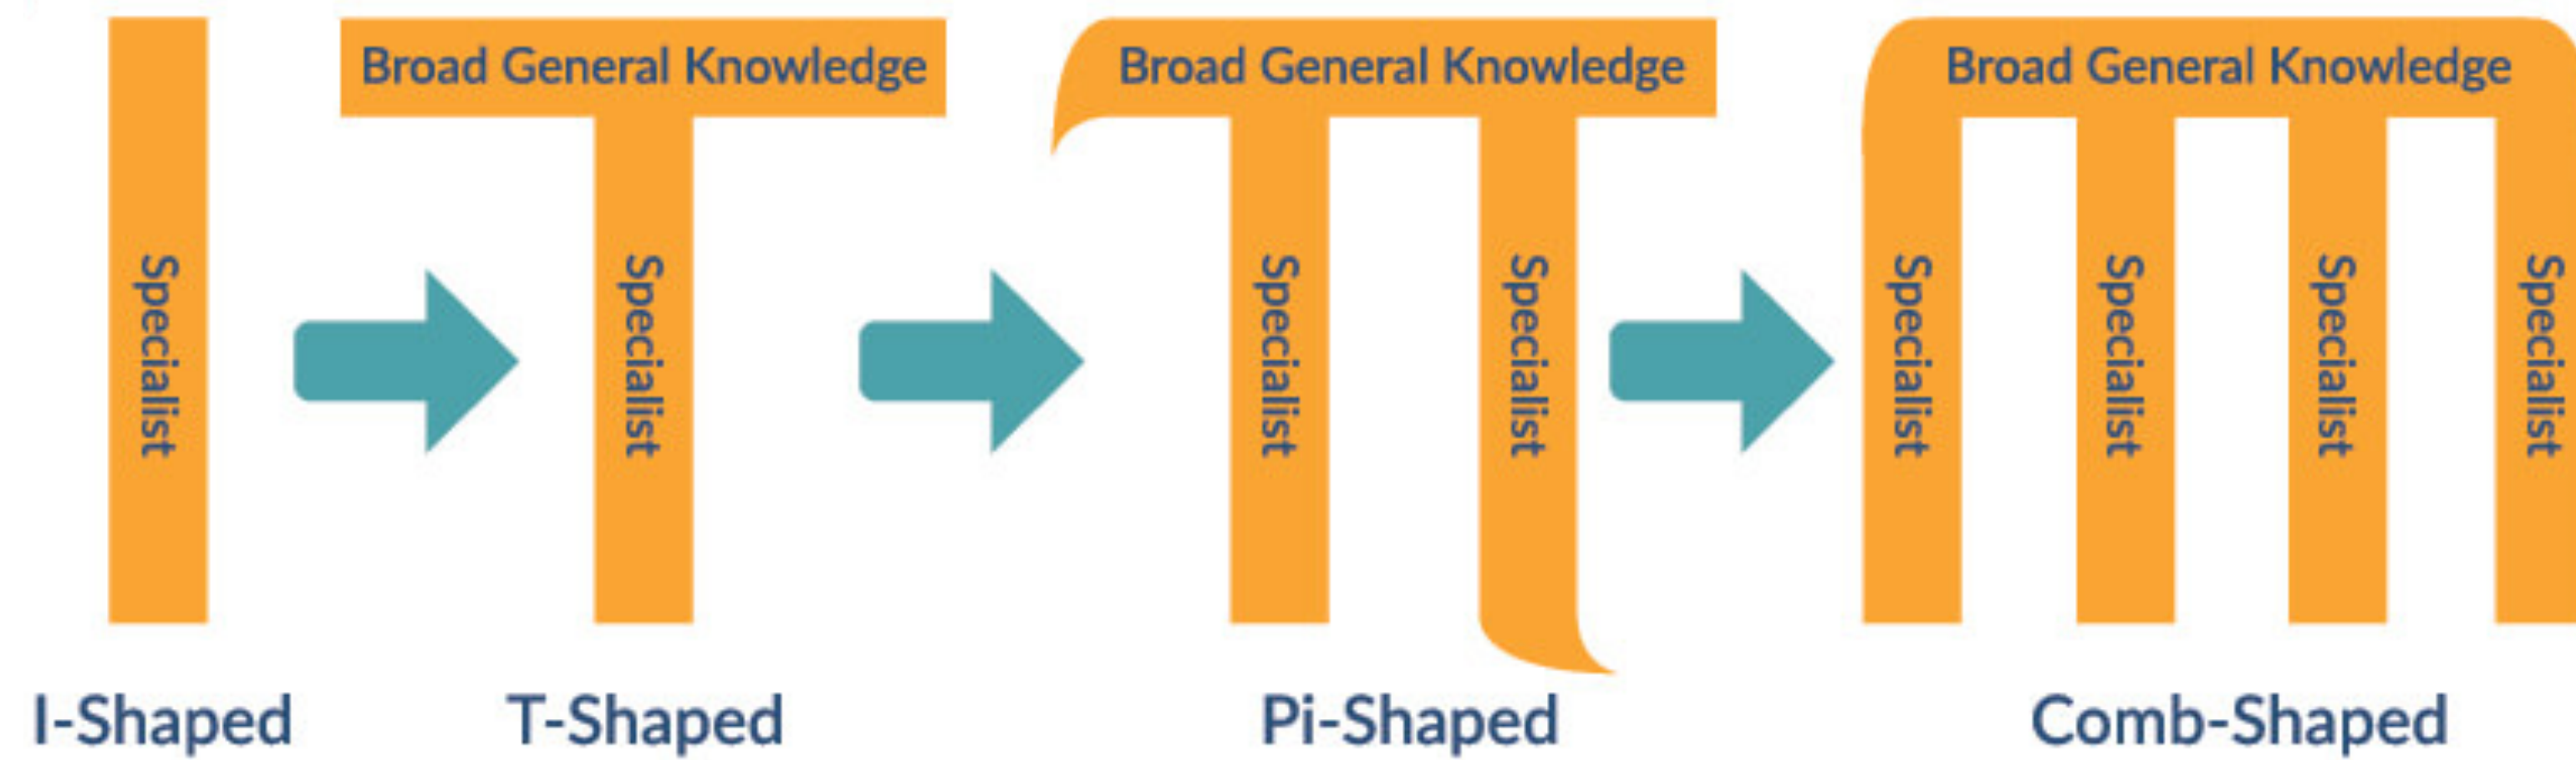 Specialist
I-Shaped
Broad General Knowledge
Specialist
T-Shaped
Broad General Knowledge
Specialist
Specialist
Pi-Shaped
Broad General Knowledge
Specialist
Specialist
Specialist
Specialist
Comb-Shaped